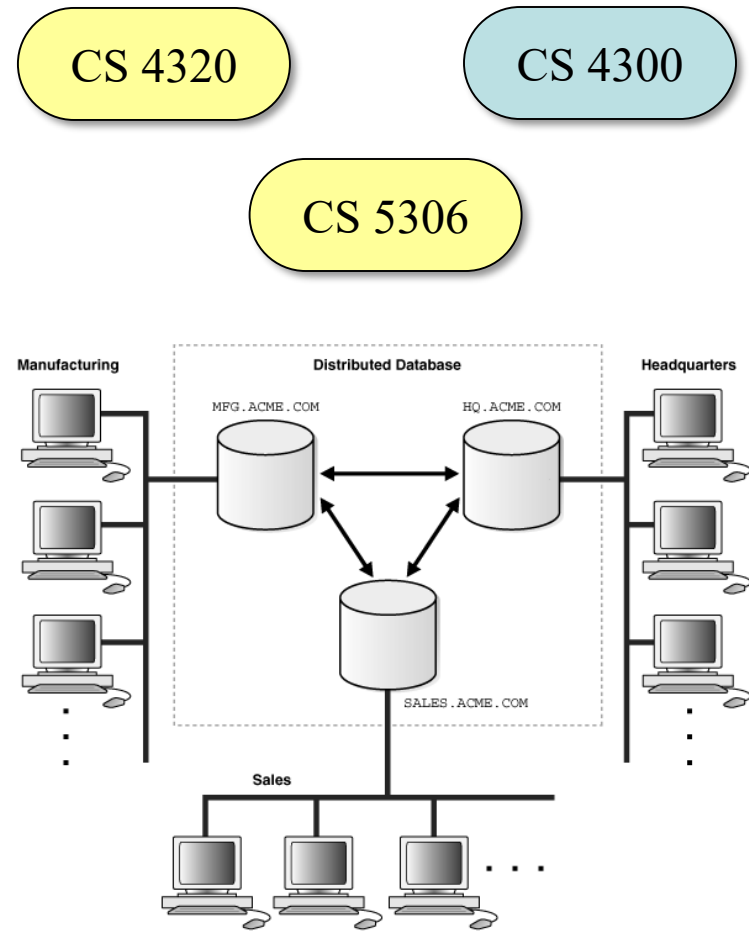 CS 4320
CS 4300
CS 5306
Manufacturing
Distributed Database
Headquarters
MFG.ACME.COM
HQ.ACME.COM
SALES.ACME.COM
Sales